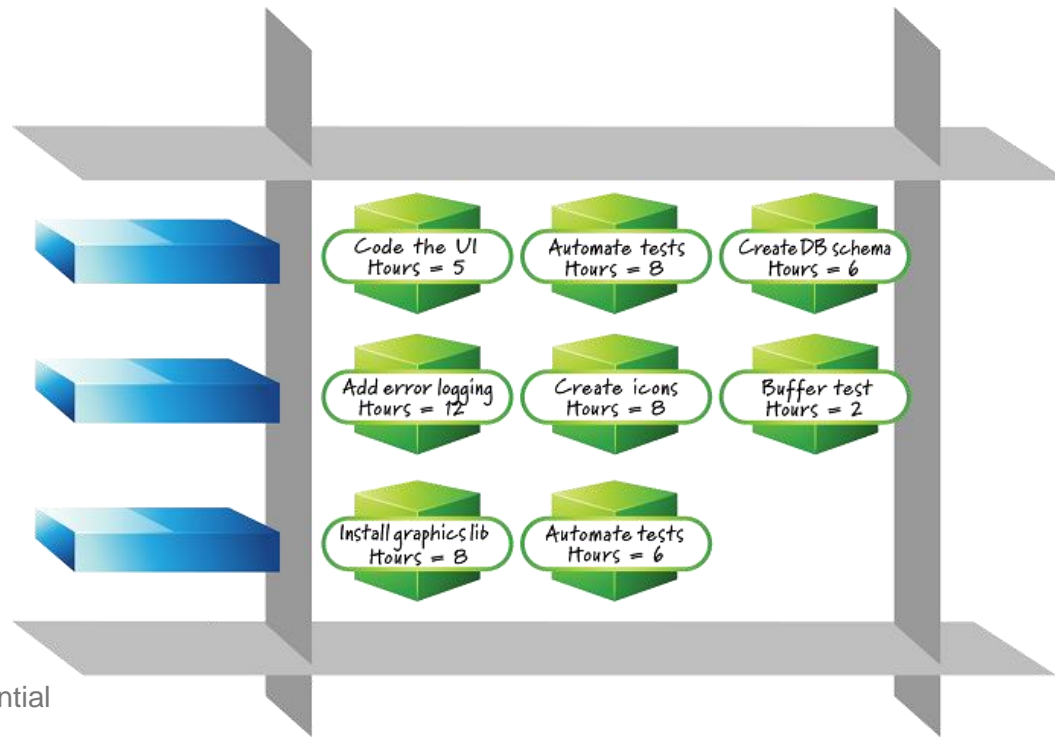 Code the UI
Hours = 5
Automate tests
Hours = 8
Create DB schema
Hours = 6
Add error logging
Hours = 12
Create icons
Hours = 8
Buffer test
Hours = 2
Install graphics lib
Hours = 8
Automate tests
Hours = 6
ntial